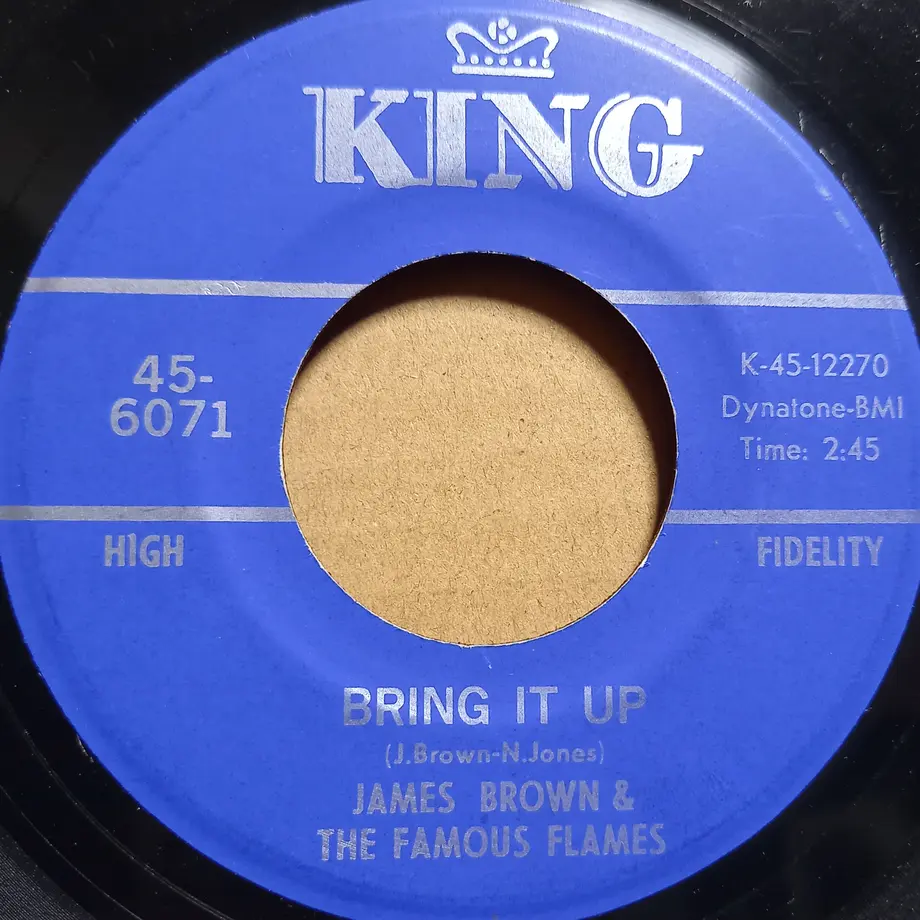 K
KING
45-
6071
K-45-12270
Dynatone-BMI
Time: 2:45
HIGH
FIDELITY
BRING IT UP
(J.Brown-N.Jones)
JAMES BROWN &
THE FAMOUS FLAMES